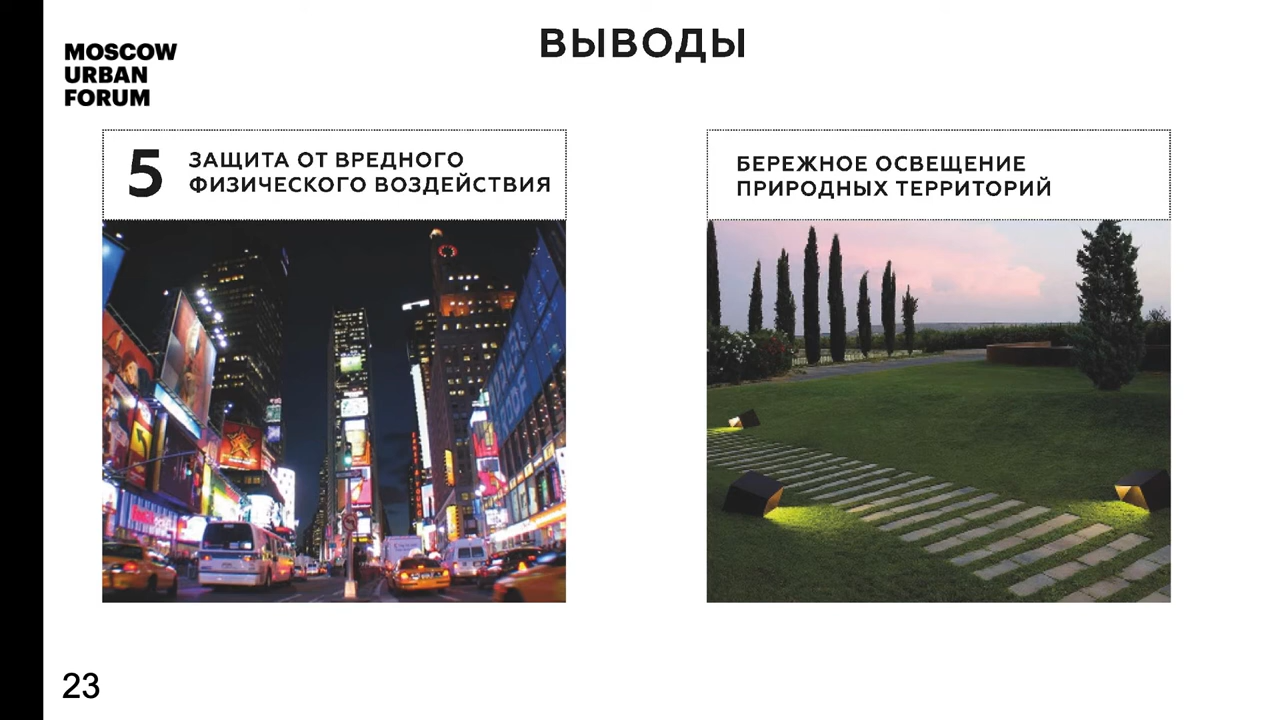 ВЫВОДЫ
MOSCOW
URBAN
FORUM
5
ЗАЩИТА ОТ ВРЕДНОГО
ФИЗИЧЕСКОГО ВОЗДЕЙСТВИЯ
БЕРЕЖНОЕ ОСВЕЩЕНИЕ
ПРИРОДНЫХ ТЕРРИТОРИЙ
23